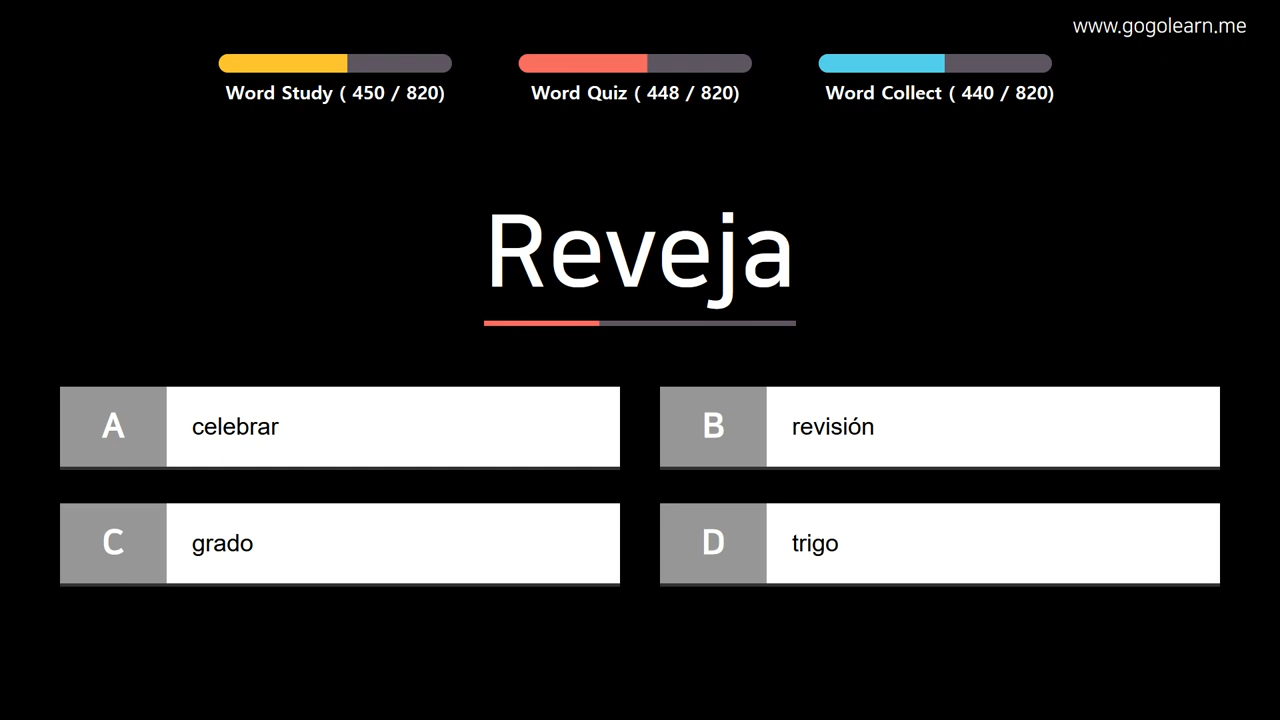 www.gogolearn.me
Word Study ( 450 / 820)
Word Quiz ( 448 / 820)
Word Collect ( 440 / 820)
Reveja
A celebrar
B revisión
C grado
D trigo